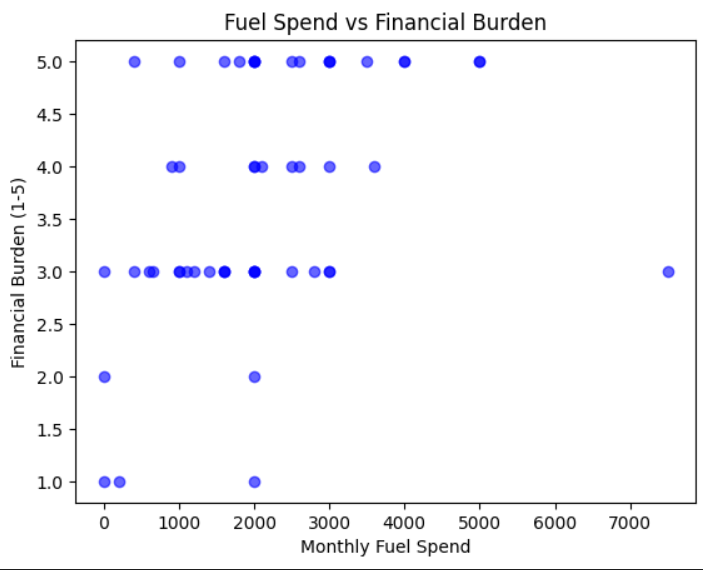 Fuel Spend vs Financial Burden
5.0
4.5
4.0
3.5
3.0
2.5
2.0
1.5
1.0
Financial Burden (1-5)
0 1000 2000 3000 4000 5000 6000 7000
Monthly Fuel Spend